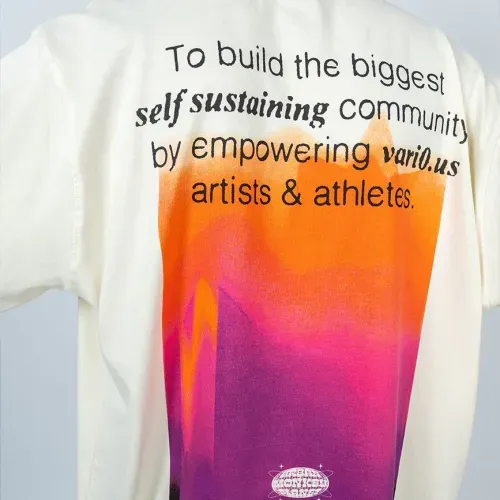 To build the biggest
self sustaining community
by empowering vari0.us
artists & athletes.